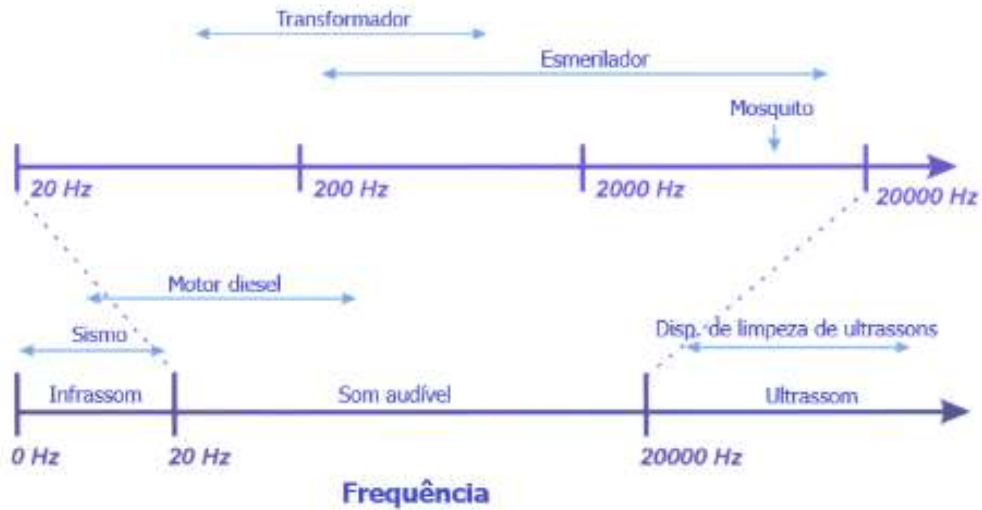 Transformador
Esmerilador
Mosquito
20 Hz
200 Hz
2000 Hz
20000 Hz
Motor diesel
Sismo
Disp. de limpeza de ultrassons
Infrassom
Som audível
Ultrassom
0 Hz
20 Hz
20000 Hz
Frequência